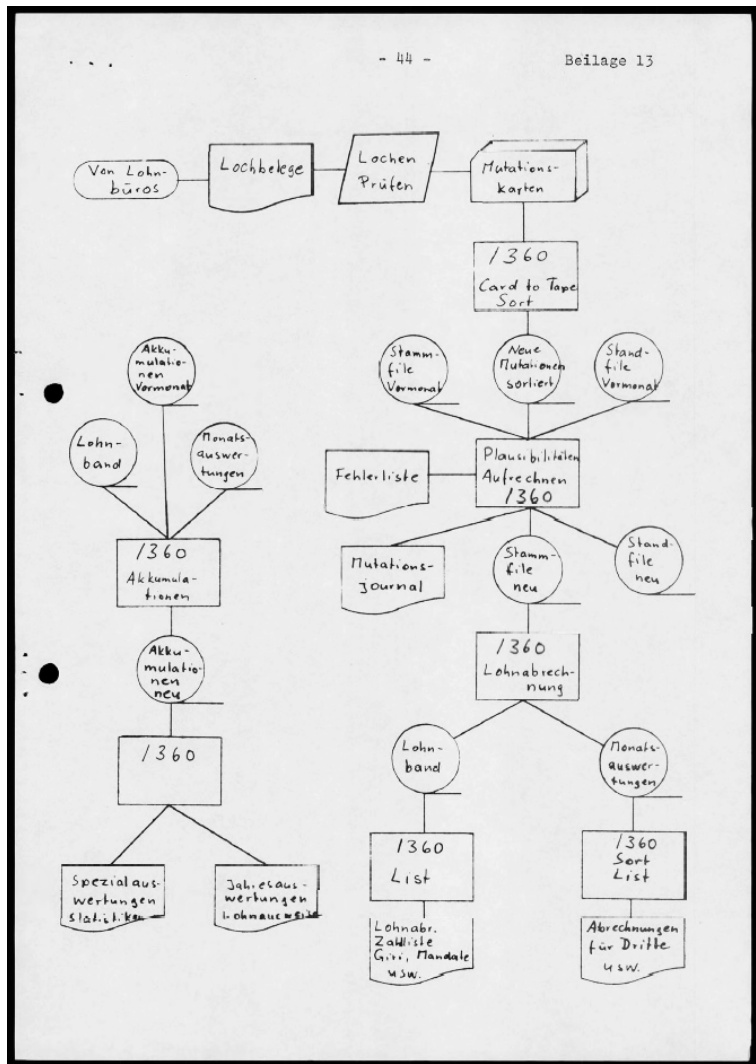 - 44 -
Beilage 13
Von Lohn-
büros
Lochbelege
Lochen
Prüfen
Mutations-
karten
1360
Card to Tape
Sort
Akku-
mulatio-
nen
Vormonat
Stamm-
file
Vormonat
Neue
Mutationen
sortiert
Stand-
file
Vormonat
Lohn-
band
Monats-
auswer-
tungen
Fehlerliste
Plausibilitäten
Aufrechnen
1360
1360
Akkumula-
tionen
Mutations-
journal
Stamm-
file
neu
Stand-
file
neu
Akku-
mulatio-
nen
neu
1360
Lohnabrech-
nung
1360
Lohn-
band
Monats-
auswer-
tungen
1360
List
1360
Sort
List
Spezialaus-
wertungen
Statistiken
Jahresaus-
wertungen
Lohnausweise
Lohnabr.
Zahlliste
Giri, Mandate
usw.
Abrechnungen
für Dritte
usw.